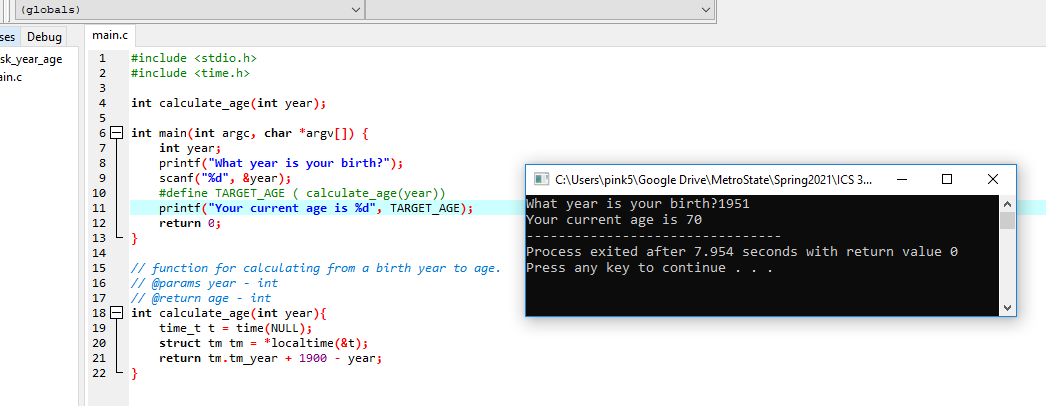 (globals)
ses Debug
sk_year_age
ain.c
main.c
1 #include <stdio.h>
2 #include <time.h>
3
4 int calculate_age(int year);
5
6 int main(int argc, char *argv[]) {
7 int year;
8 printf("What year is your birth?");
9 scanf("%d", &year);
10 #define TARGET_AGE ( calculate_age(year))
11 printf("Your current age is %d", TARGET_AGE);
12 return 0;
13 }
14
15 // function for calculating from a birth year to age.
16 // @params year - int
17 // @return age - int
18 int calculate_age(int year){
19 time_t t = time(NULL);
20 struct tm tm = *localtime(&t);
21 return tm.tm_year + 1900 - year;
22 }
C:\Users\pink5\Google Drive\MetroState\Spring2021\ICS 3...
What year is your birth?1951
Your current age is 70
--------------------------------
Process exited after 7.954 seconds with return value 0
Press any key to continue . . .